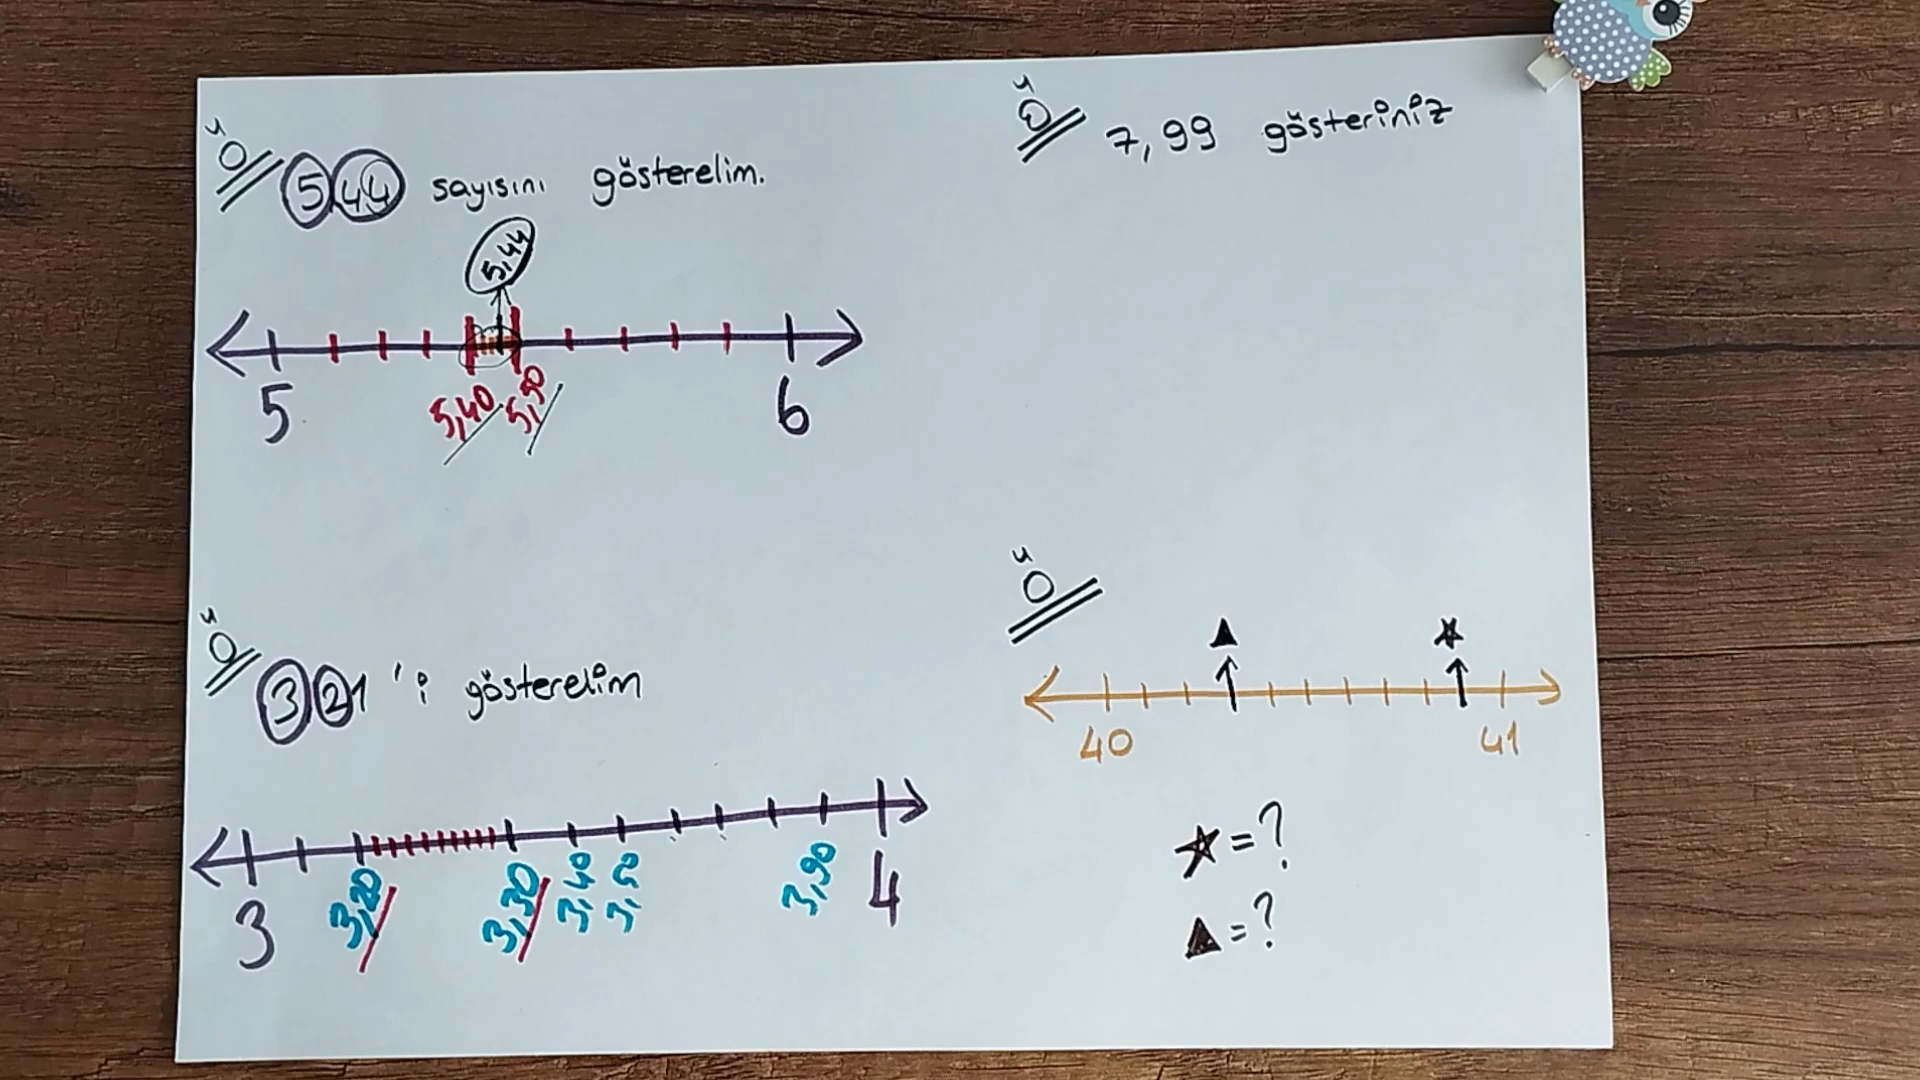 Ö 5,44 sayısını gösterelim.
5,44
5 5,40 5,50 6
Ö 3,21 'i gösterelim
3 3,20 3,30 3,40 3,50 3,90 4
Ö 7,99 gösteriniz
Ö
▲ ★
40 41
★ = ?
▲ = ?